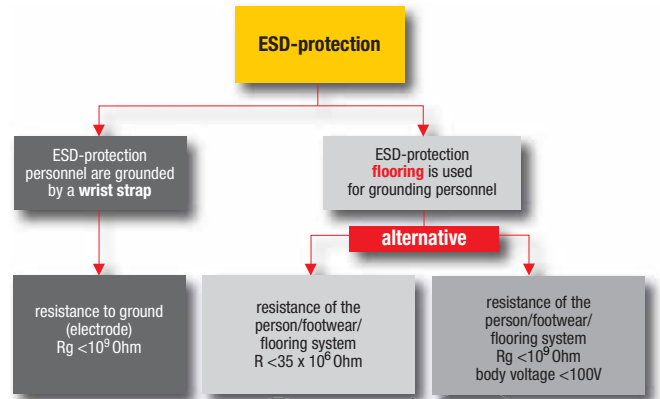 ESD-protection
ESD-protection
personnel are grounded
by a wrist strap
ESD-protection
flooring is used
for grounding personnel
alternative
resistance to ground
(electrode)
Rg <10⁹ Ohm
resistance of the
person/footwear/
flooring system
R <35 x 10⁶ Ohm
resistance of the
person/footwear/
flooring system
Rg <10⁹ Ohm
body voltage <100V